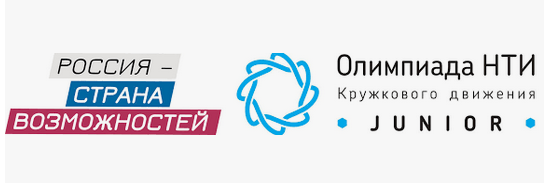 РОССИЯ –
СТРАНА
ВОЗМОЖНОСТЕЙ
Олимпиада НТИ
Кружкового движения
• JUNIOR •